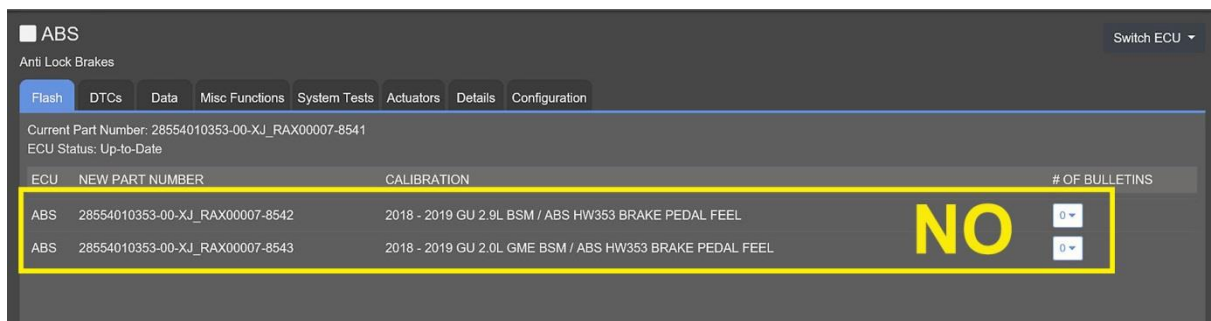 ABS
Switch ECU
Anti Lock Brakes
Flash DTCs Data Misc Functions System Tests Actuators Details Configuration
Current Part Number: 28554010353-00-XJ_RAX00007-8541
ECU Status: Up-to-Date
ECU NEW PART NUMBER CALIBRATION # OF BULLETINS
ABS 28554010353-00-XJ_RAX00007-8542 2018 - 2019 GU 2.9L BSM / ABS HW353 BRAKE PEDAL FEEL 0
NO
ABS 28554010353-00-XJ_RAX00007-8543 2018 - 2019 GU 2.0L GME BSM / ABS HW353 BRAKE PEDAL FEEL 0